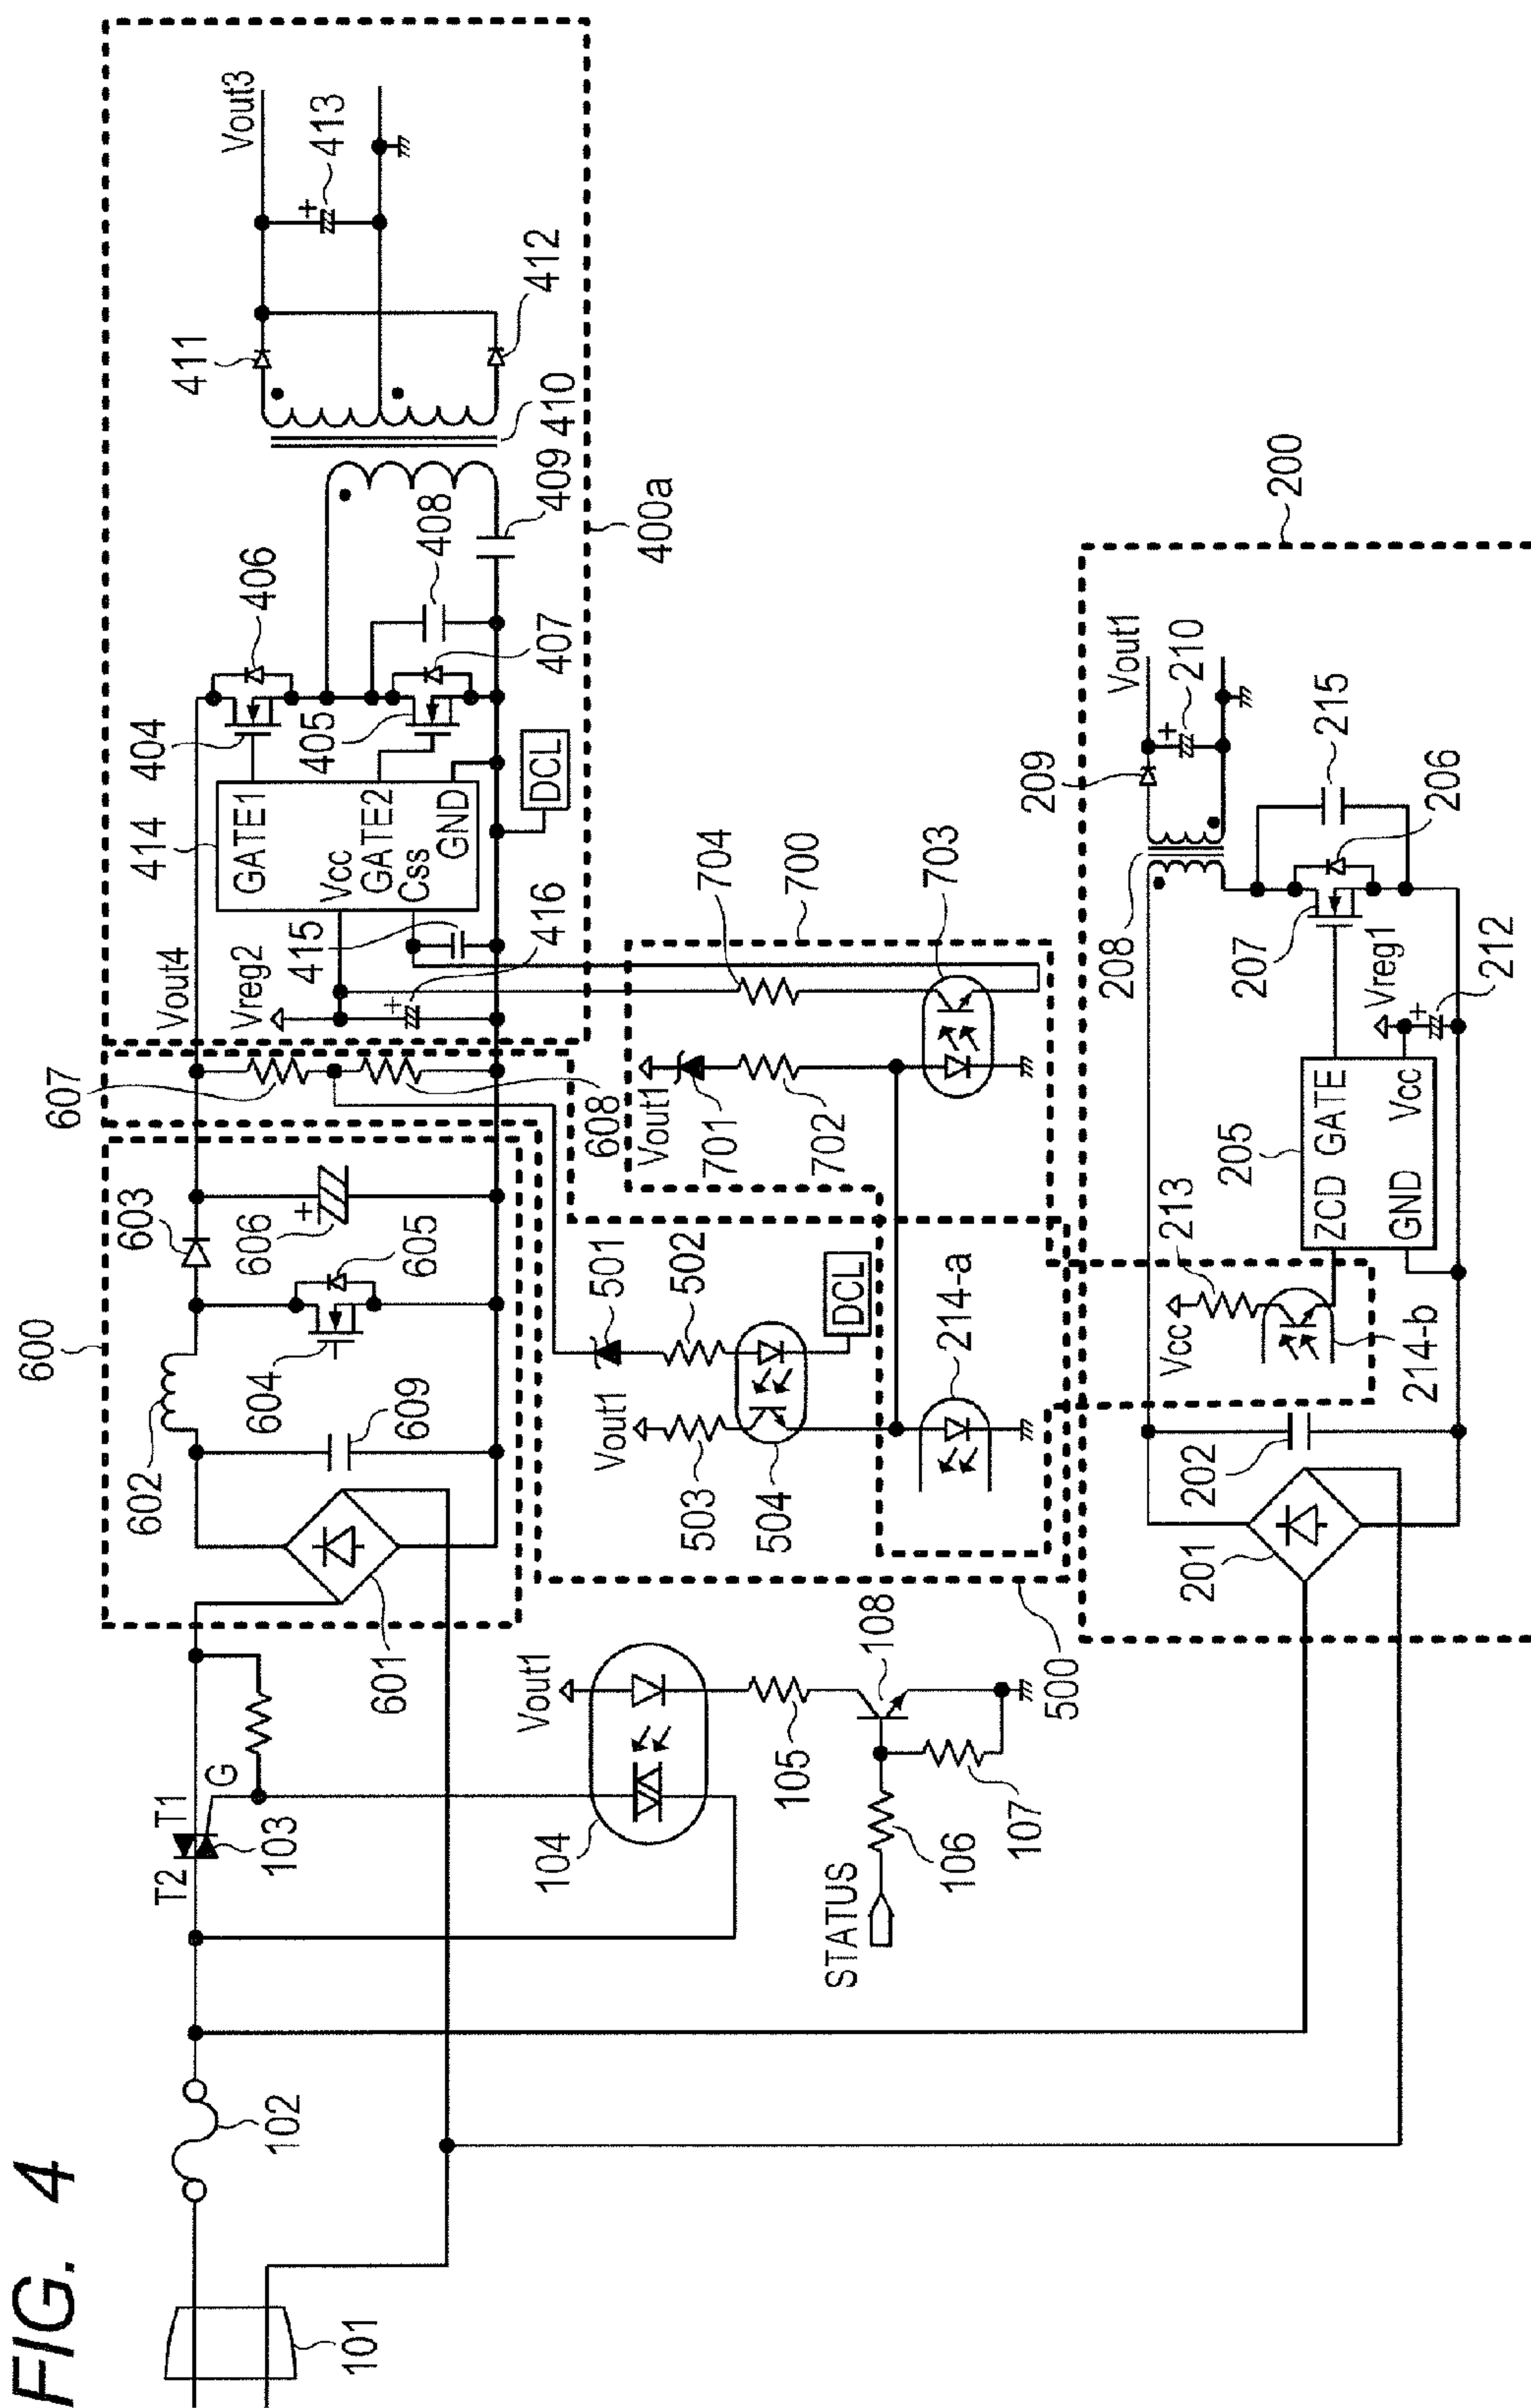 FIG. 4
101
102
T2
T1
G
103
104
Vout1
105
STATUS
106
107
108
600
601
602
603
604
605
606
609
607
608
500
Vout1
501
502
503
504
DCL
214-a
Vout4
Vreg2
415
416
414
GATE1
Vcc
GATE2
Css
GND
DCL
404
405
406
407
408
409
410
411
412
413
Vout3
400a
700
Vout1
701
702
703
704
200
201
202
Vcc
213
214-b
205
ZCD
GATE
GND
Vcc
Vreg1
212
207
206
215
208
209
Vout1
210